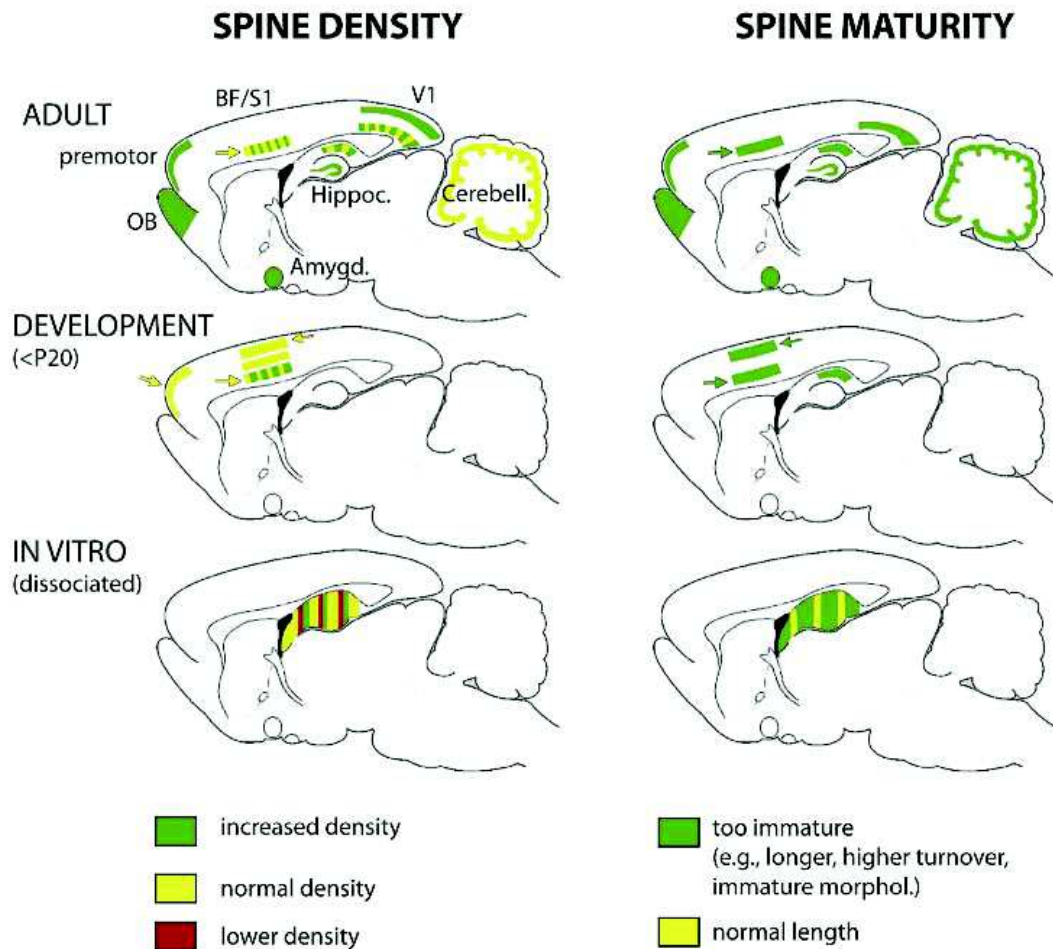 SPINE DENSITY
SPINE MATURITY
ADULT
BF/S1
V1
premotor
OB
Hippoc.
Cerebell.
Amygd.
DEVELOPMENT
(<P20)
IN VITRO
(dissociated)
increased density
normal density
lower density
too immature
(e.g., longer, higher turnover,
immature morphol.)
normal length